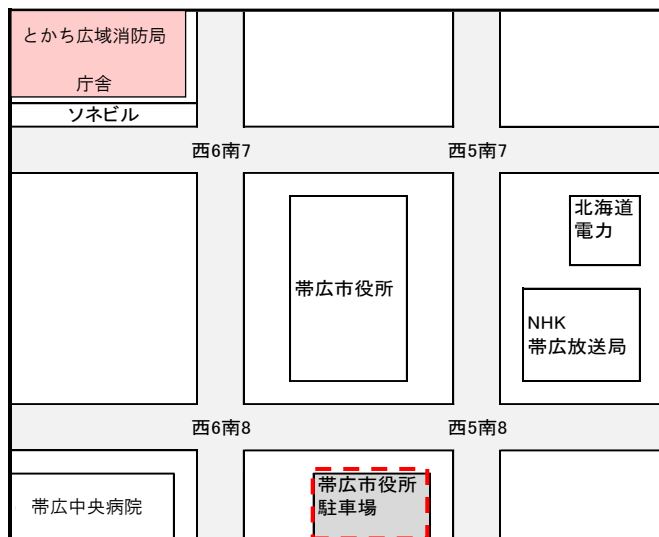 とかち広域消防局
庁舎
ソネビル
西6南7
西5南7
北海道
電力
帯広市役所
NHK
帯広放送局
西6南8
西5南8
帯広中央病院
帯広市役所
駐車場